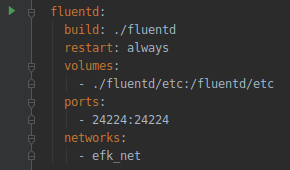 fluentd:
build: ./fluentd
restart: always
volumes:
- ./fluentd/etc:/fluentd/etc
ports:
- 24224:24224
networks:
- efk_net